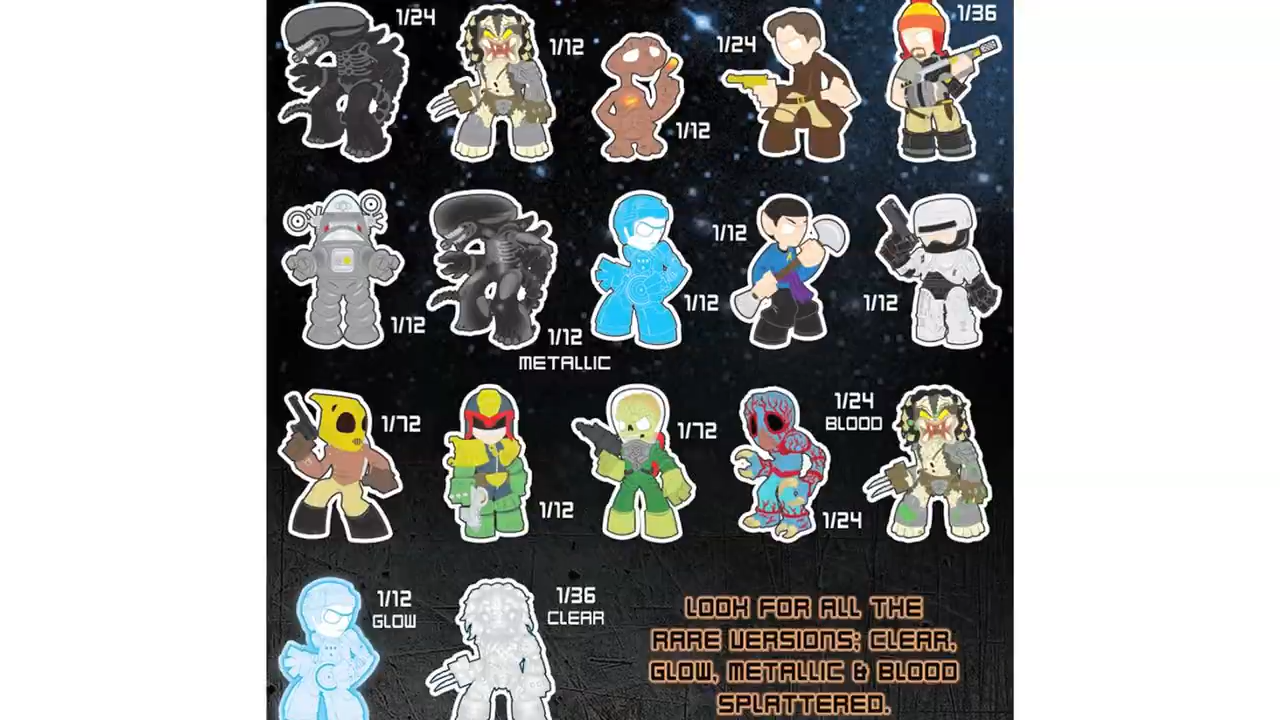 1/24
1/12
1/12
1/24
1/36
1/12
1/12
METALLIC
1/12
1/12
1/12
1/72
1/12
1/72
1/24
1/24
BLOOD
1/12
GLOW
1/36
CLEAR
LOOK FOR ALL THE
RARE VERSIONS; CLEAR,
GLOW, METALLIC & BLOOD
SPLATTERED.